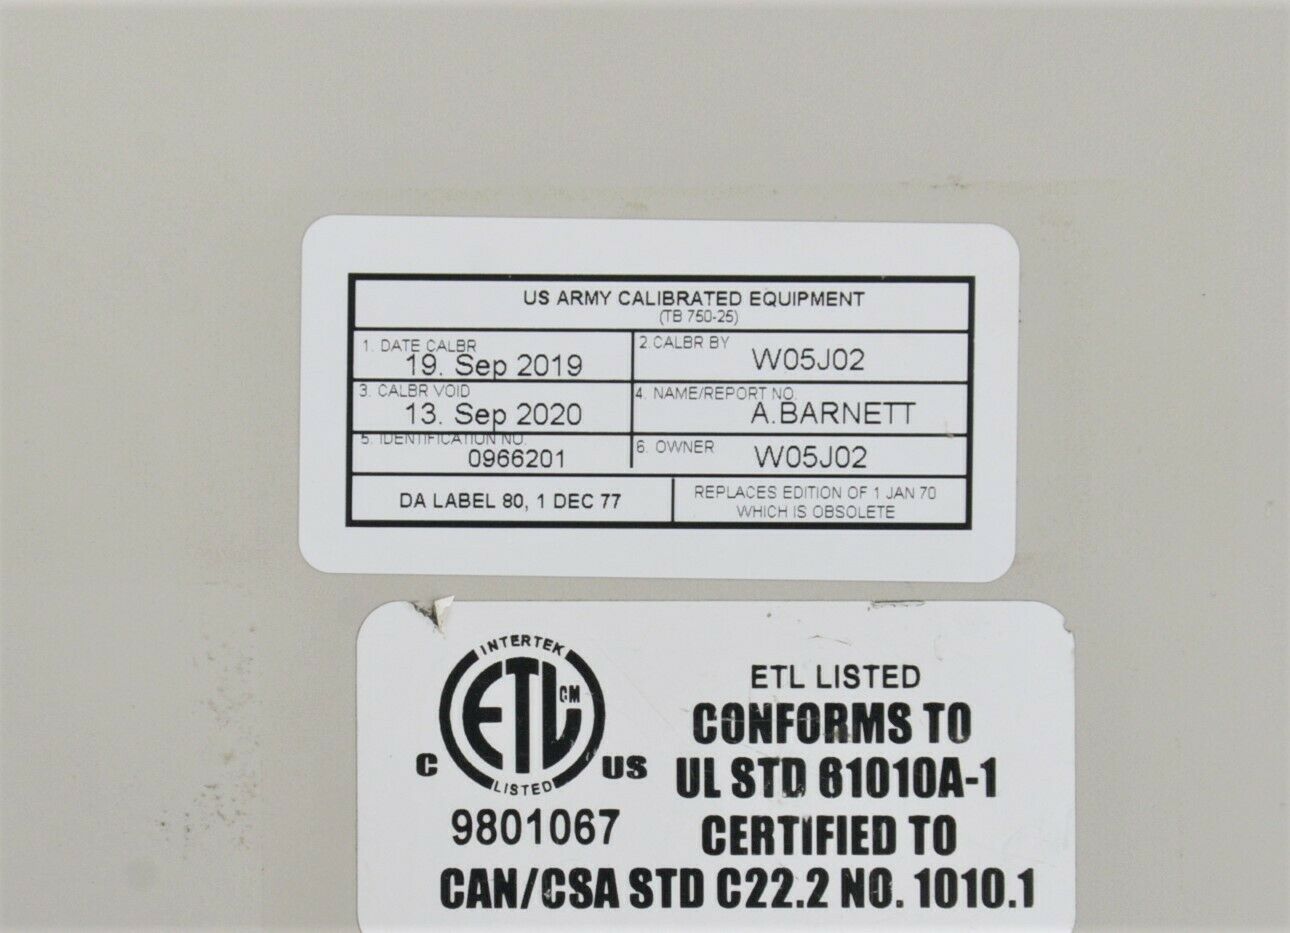 US ARMY CALIBRATED EQUIPMENT
(TB 750-25)
1. DATE CALBR
19. Sep 2019
2.CALBR BY
W05J02
3. CALBR VOID
13. Sep 2020
4. NAME/REPORT NO.
A.BARNETT
5. IDENTIFICATION NO.
0966201
6. OWNER
W05J02
DA LABEL 80, 1 DEC 77
REPLACES EDITION OF 1 JAN 70
WHICH IS OBSOLETE
INTERTEK
ETL CM
LISTED
C US
9801067
ETL LISTED
CONFORMS TO
UL STD 61010A-1
CERTIFIED TO
CAN/CSA STD C22.2 NO. 1010.1